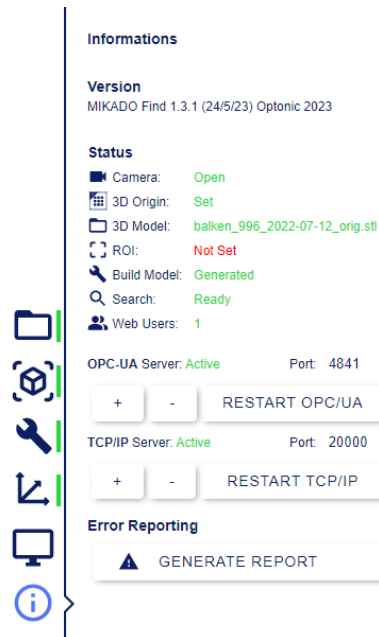 Informations
Version
MIKADO Find 1.3.1 (24/5/23) Optonic 2023
Status
Camera: Open
3D Origin: Set
3D Model: balken_996_2022-07-12_orig.stl
ROI: Not Set
Build Model: Generated
Search: Ready
Web Users: 1
OPC-UA Server: Active Port: 4841
+ - RESTART OPC/UA
TCP/IP Server: Active Port: 20000
+ - RESTART TCP/IP
Error Reporting
GENERATE REPORT